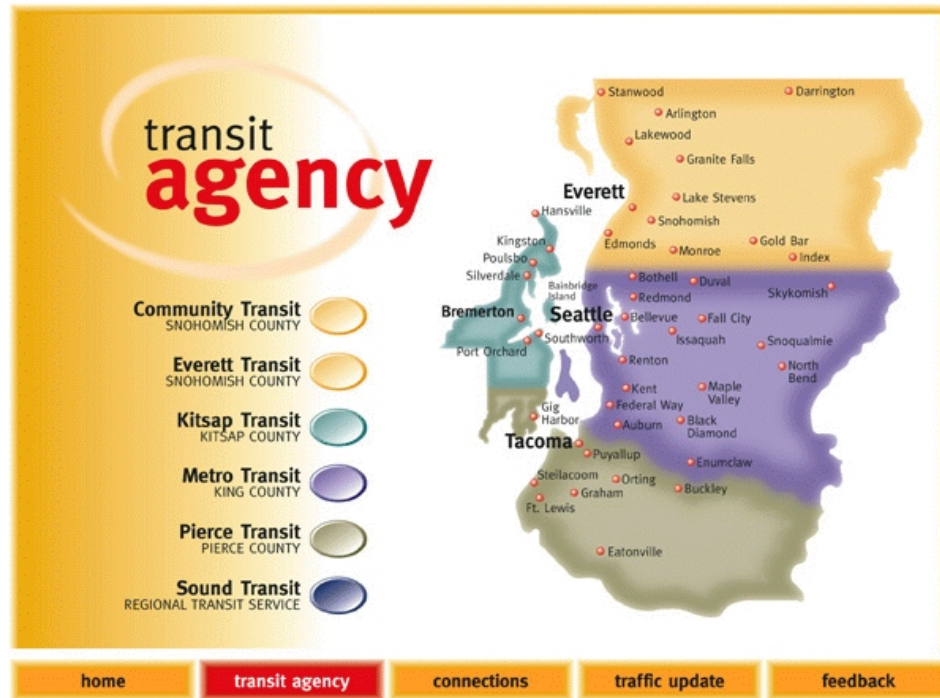 transit
agency
Community Transit
SNOHOMISH COUNTY
Everett Transit
SNOHOMISH COUNTY
Kitsap Transit
KITSAP COUNTY
Metro Transit
KING COUNTY
Pierce Transit
PIERCE COUNTY
Sound Transit
REGIONAL TRANSIT SERVICE
Stanwood
Darrington
Arlington
Lakewood
Granite Falls
Everett
Lake Stevens
Snohomish
Edmonds
Gold Bar
Monroe
Index
Hansville
Kingston
Poulsbo
Silverdale
Bainbridge
Island
Bremerton
Southworth
Port Orchard
Gig
Harbor
Bothell
Duval
Skykomish
Redmond
Seattle
Bellevue
Fall City
Issaquah
Snoqualmie
Renton
North
Bend
Kent
Maple
Valley
Federal Way
Auburn
Black
Diamond
Enumclaw
Tacoma
Puyallup
Steilacoom
Orting
Buckley
Graham
Ft. Lewis
Eatonville
home
transit agency
connections
traffic update
feedback